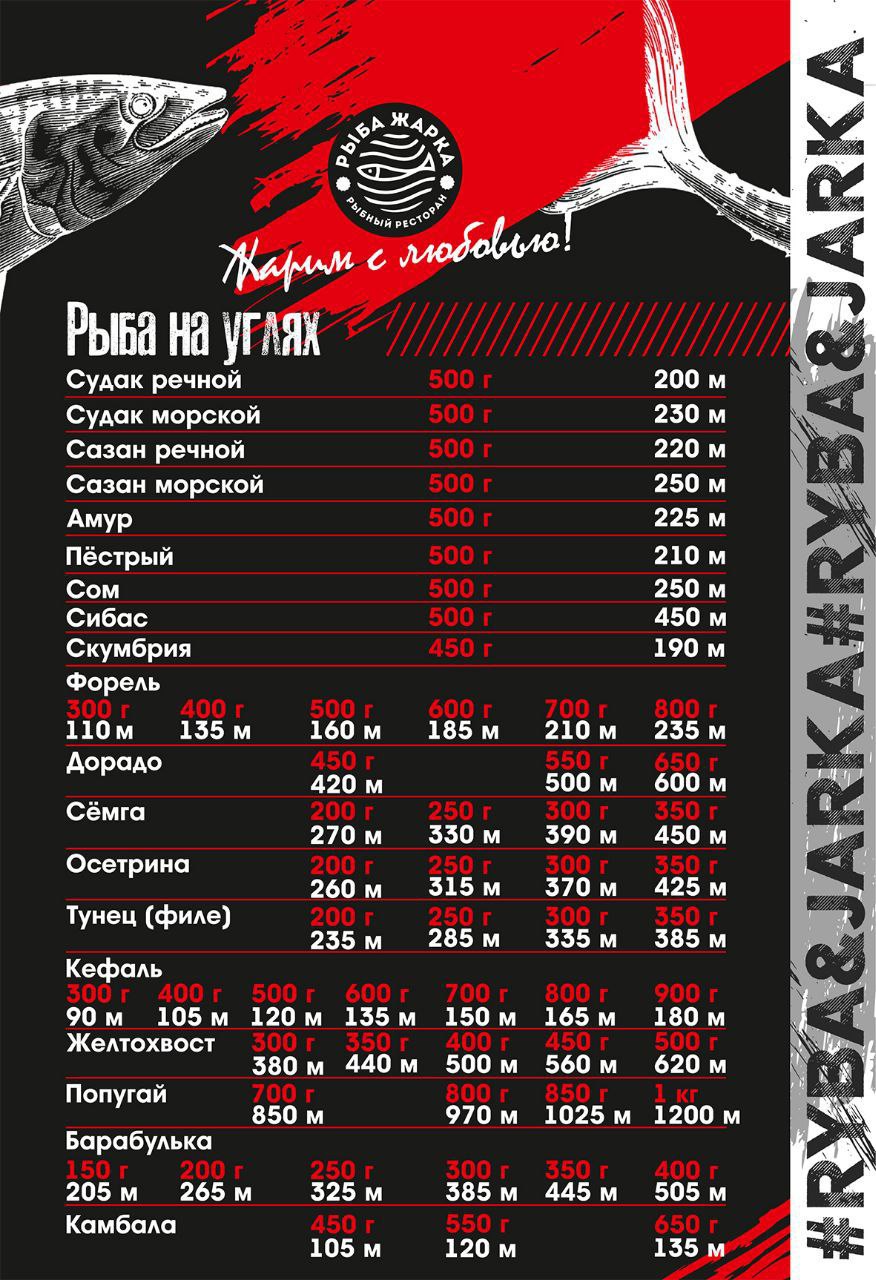 РЫБА ЖАРКА
РЫБНЫЙ РЕСТОРАН
Жарим с любовью!
Рыба на углях
Судак речной 500 г 200 м
Судак морской 500 г 230 м
Сазан речной 500 г 220 м
Сазан морской 500 г 250 м
Амур 500 г 225 м
Пёстрый 500 г 210 м
Сом 500 г 250 м
Сибас 500 г 450 м
Скумбрия 450 г 190 м
Форель
300 г 400 г 500 г 600 г 700 г 800 г
110 м 135 м 160 м 185 м 210 м 235 м
Дорадо 450 г 550 г 650 г
420 м 500 м 600 м
Сёмга 200 г 250 г 300 г 350 г
270 м 330 м 390 м 450 м
Осетрина 200 г 250 г 300 г 350 г
260 м 315 м 370 м 425 м
Тунец (филе) 200 г 250 г 300 г 350 г
235 м 285 м 335 м 385 м
Кефаль
300 г 400 г 500 г 600 г 700 г 800 г 900 г
90 м 105 м 120 м 135 м 150 м 165 м 180 м
Желтохвост 300 г 350 г 400 г 450 г 500 г
380 м 440 м 500 м 560 м 620 м
Попугай 700 г 800 г 850 г 1 кг
850 м 970 м 1025 м 1200 м
Барабулька
150 г 200 г 250 г 300 г 350 г 400 г
205 м 265 м 325 м 385 м 445 м 505 м
Камбала 450 г 550 г 650 г
105 м 120 м 135 м
#RYBA&JARKA#RYBA&JARKA